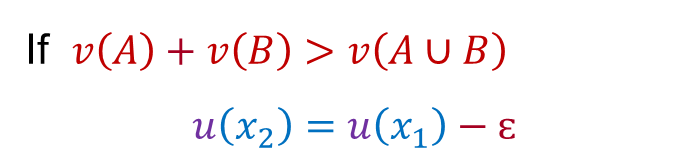 If v(A) + v(B) > v(A ∪ B)
u(x₂) = u(x₁) − ε